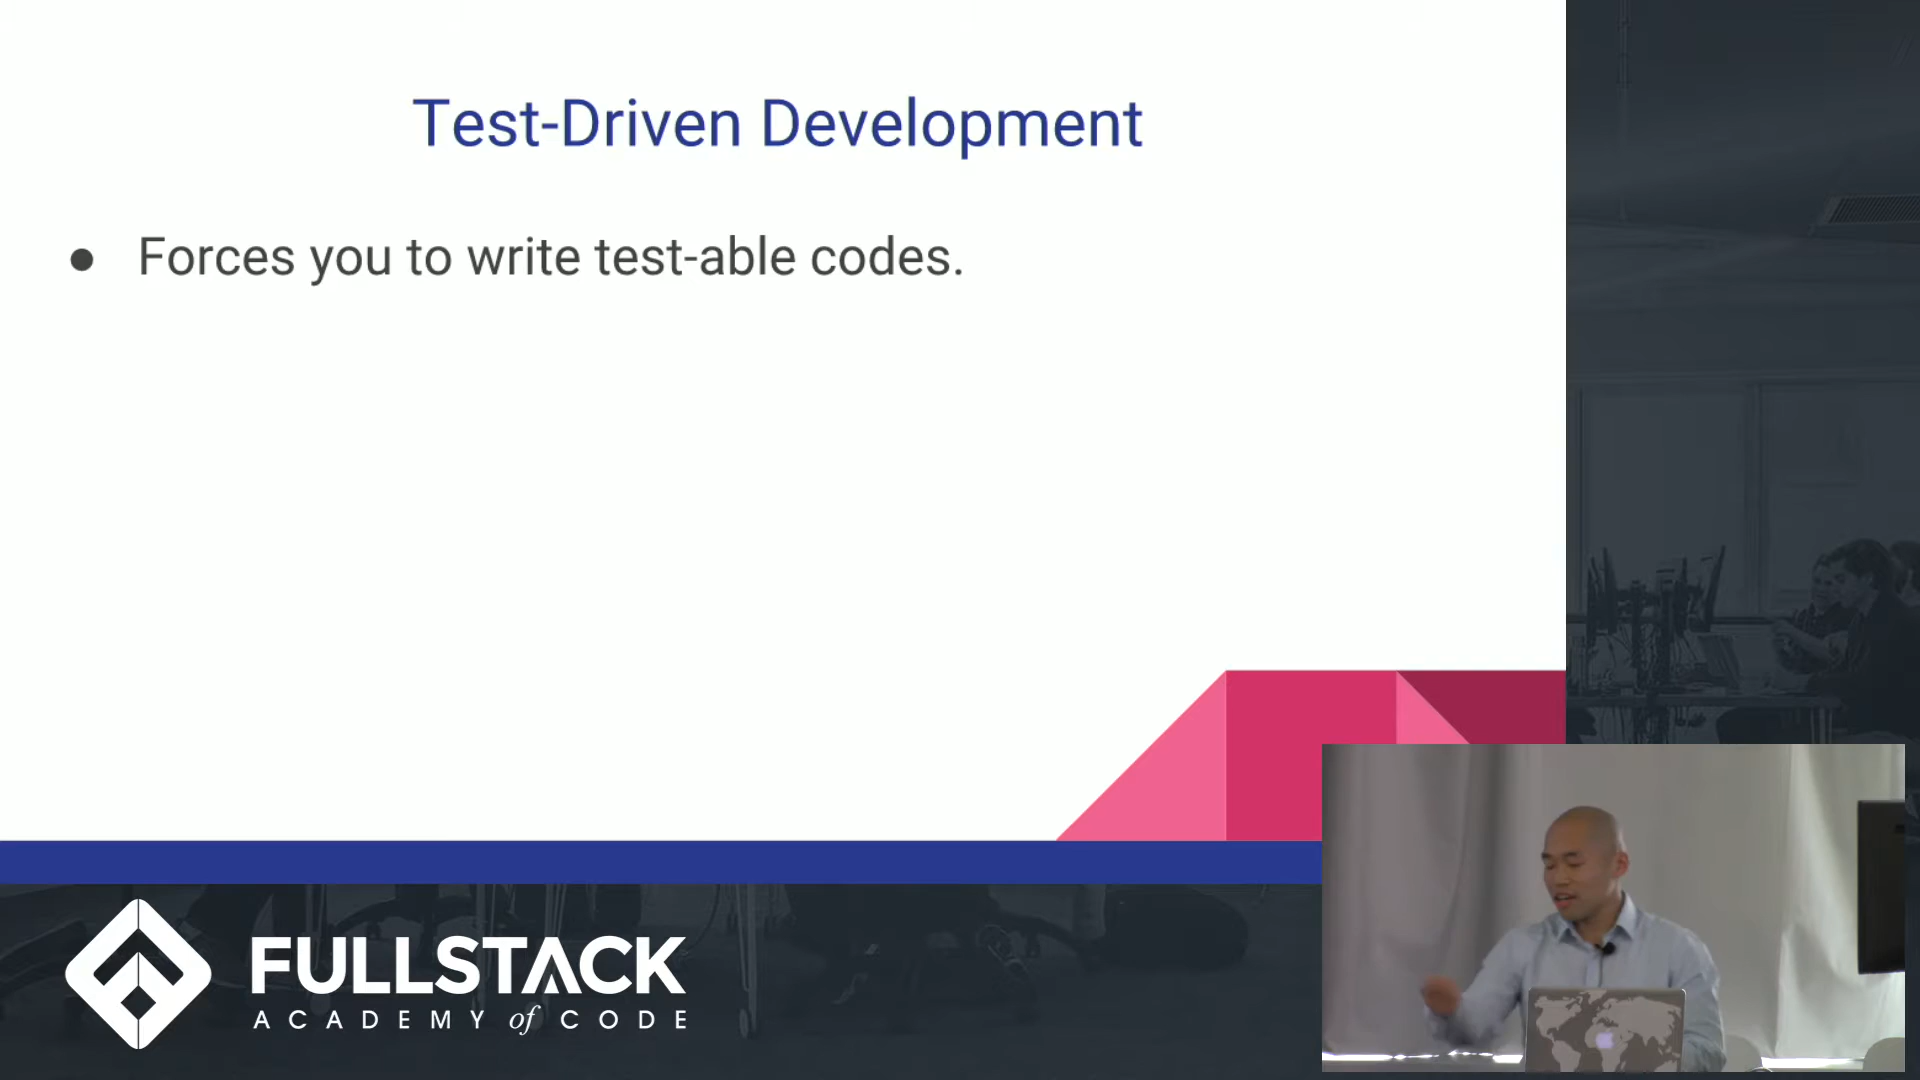 Test-Driven Development
● Forces you to write test-able codes.
FULLSTACK
ACADEMY of CODE